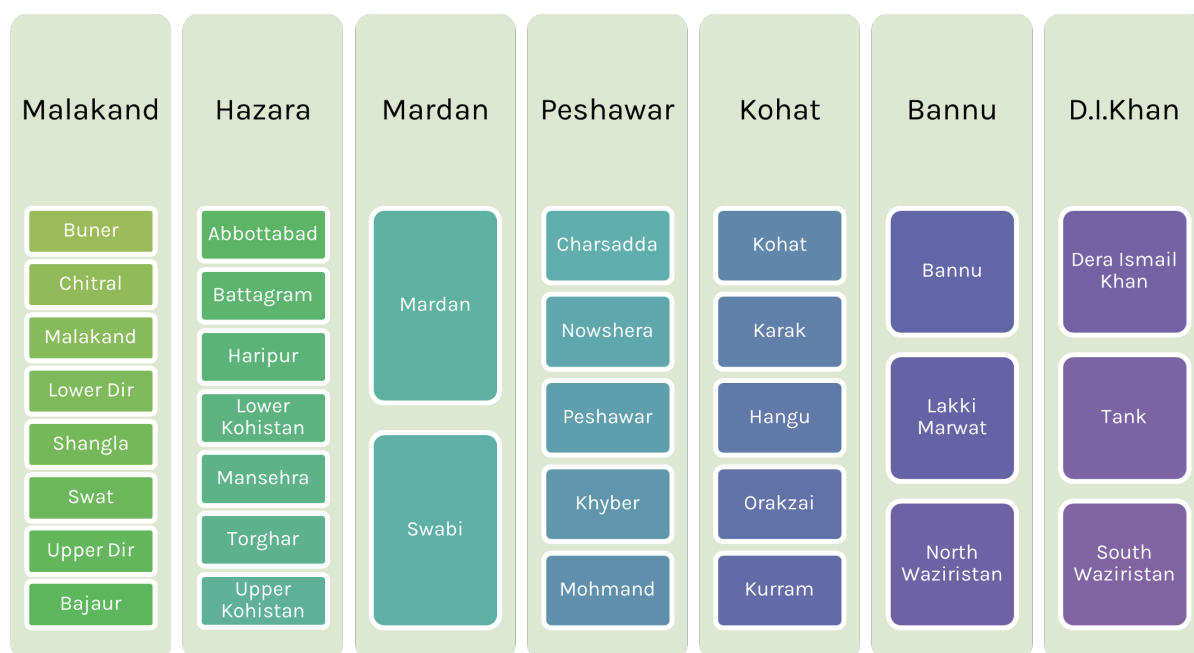 Malakand
Buner
Chitral
Malakand
Lower Dir
Shangla
Swat
Upper Dir
Bajaur
Hazara
Abbottabad
Battagram
Haripur
Lower
Kohistan
Mansehra
Torghar
Upper
Kohistan
Mardan
Mardan
Swabi
Peshawar
Charsadda
Nowshera
Peshawar
Khyber
Mohmand
Kohat
Kohat
Karak
Hangu
Orakzai
Kurram
Bannu
Bannu
Lakki
Marwat
North
Waziristan
D.I.Khan
Dera Ismail
Khan
Tank
South
Waziristan